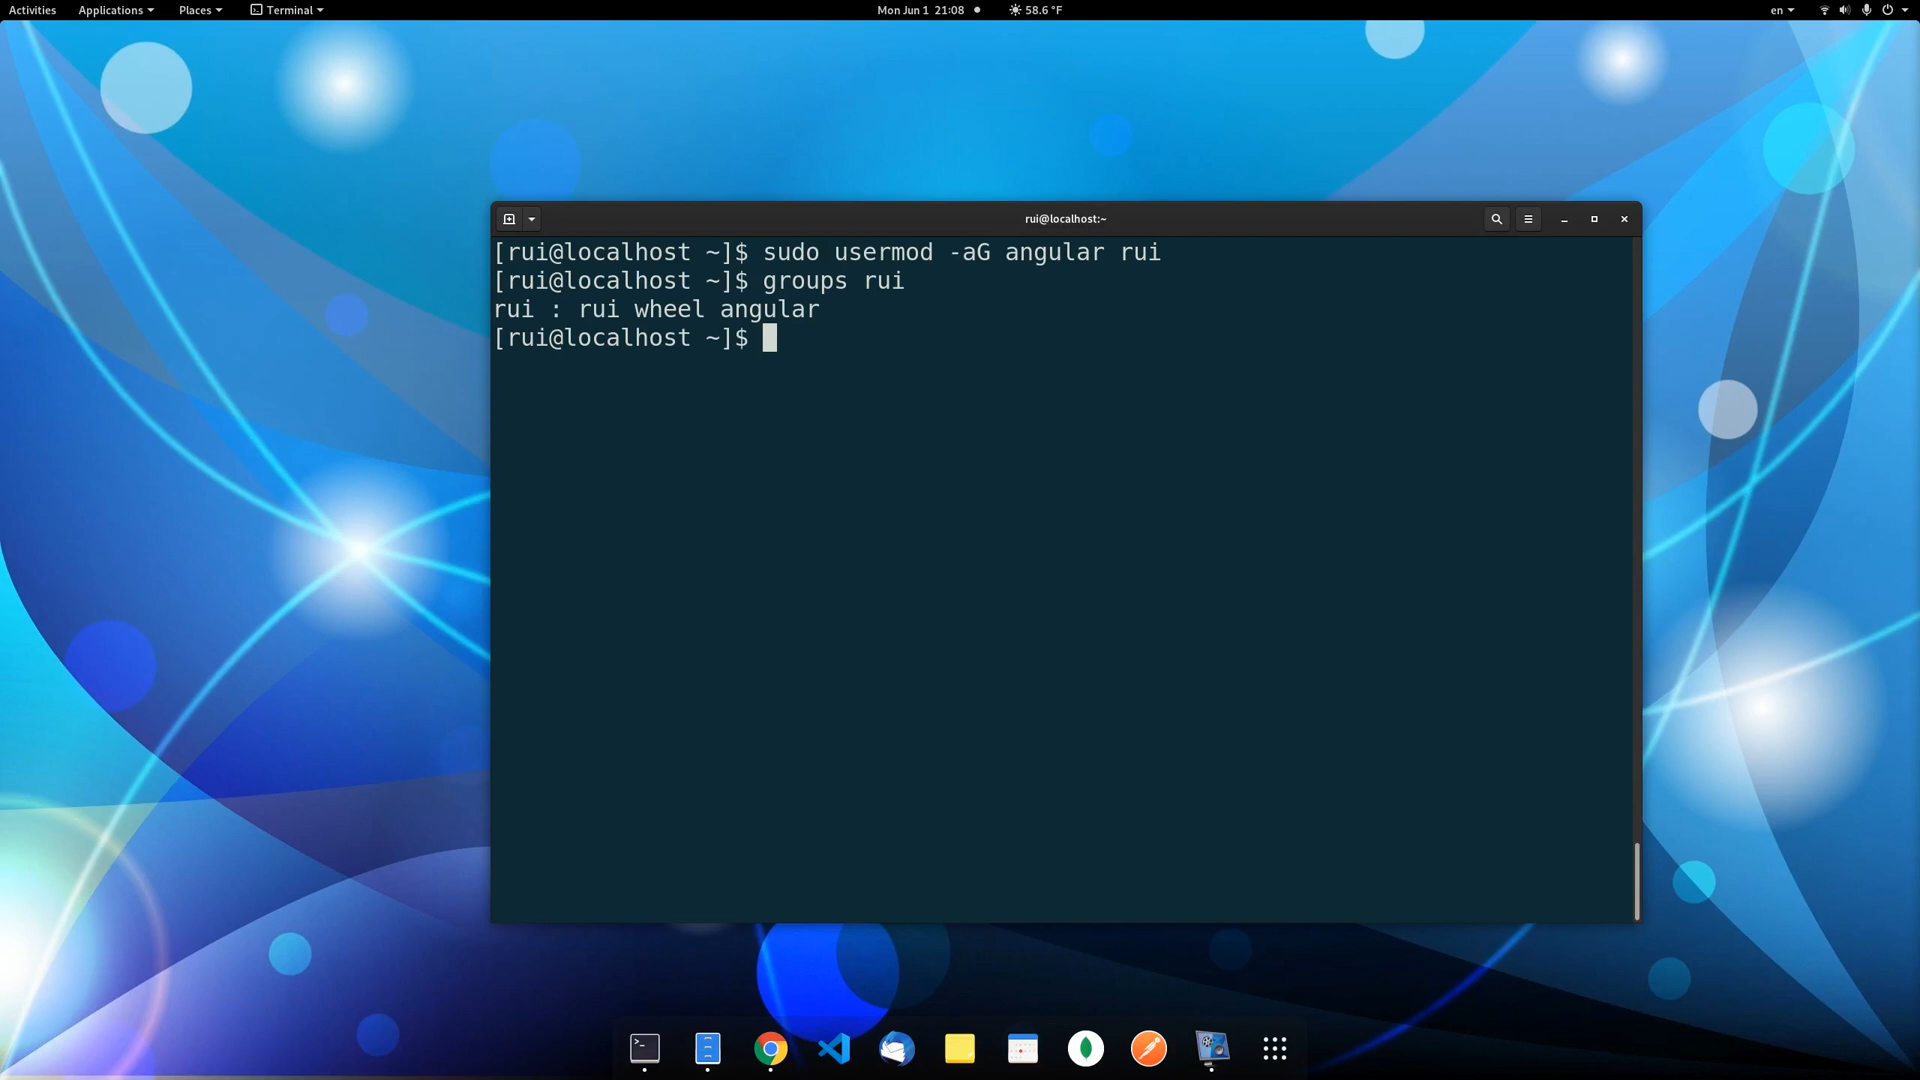 Activities Applications Places Terminal Mon Jun 1 21:08 58.6 °F en
rui@localhost:~
[rui@localhost ~]$ sudo usermod -aG angular rui
[rui@localhost ~]$ groups rui
rui : rui wheel angular
[rui@localhost ~]$